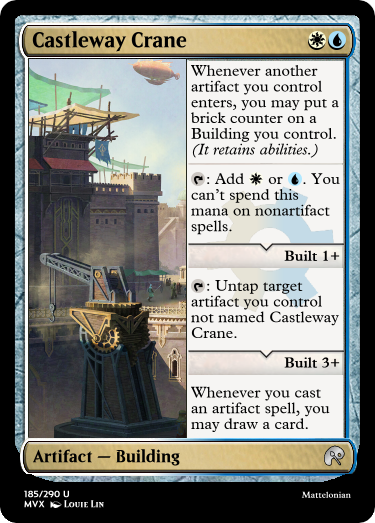 Castleway Crane
Whenever another
artifact you control
enters, you may put a
brick counter on a
Building you control.
(It retains abilities.)
: Add or . You
can't spend this
mana on nonartifact
spells.
Built 1+
: Untap target
artifact you control
not named Castleway
Crane.
Built 3+
Whenever you cast
an artifact spell, you
may draw a card.
Artifact — Building
185/290 U
MVX Louie Lin
Mattelonian